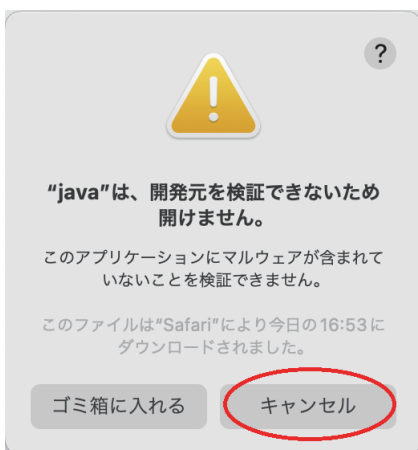 ?
“java”は、開発元を検証できないため
開けません。
このアプリケーションにマルウェアが含まれて
いないことを検証できません。
このファイルは“Safari”により今日の16:53に
ダウンロードされました。
ゴミ箱に入れる
キャンセル